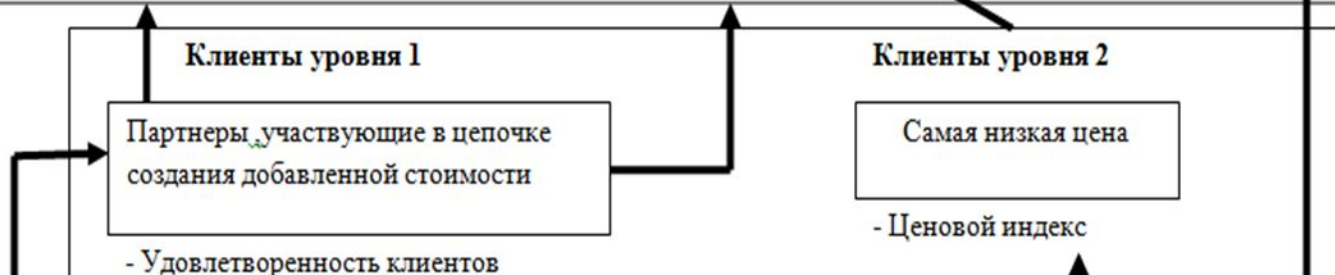 Клиенты уровня 1
Партнеры ,участвующие в цепочке
создания добавленной стоимости
- Удовлетворенность клиентов
Клиенты уровня 2
Самая низкая цена
- Ценовой индекс